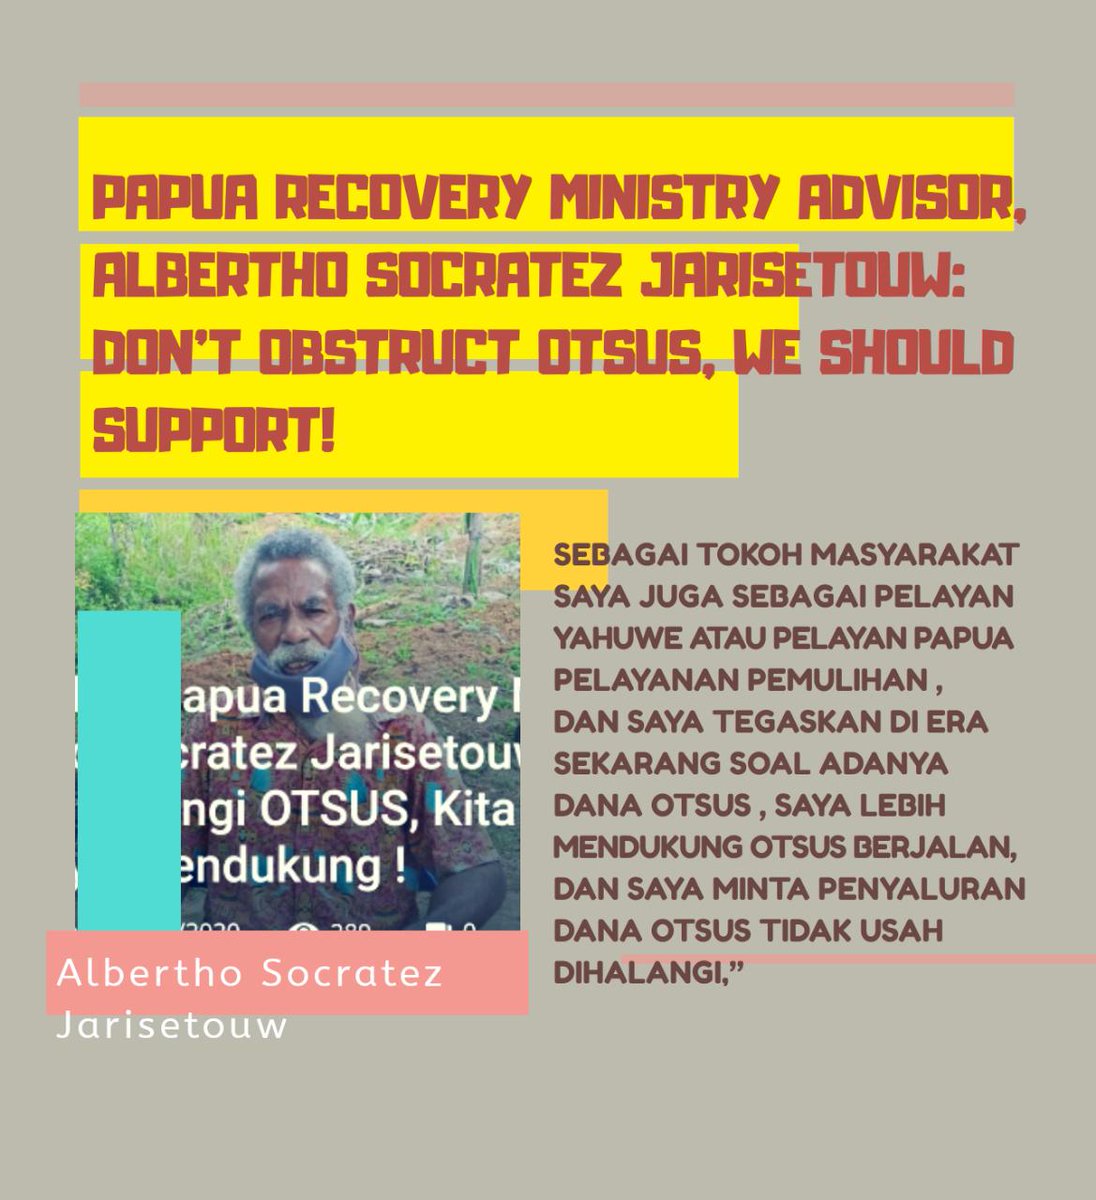 PAPUA RECOVERY MINISTRY ADVISOR,
ALBERTHO SOCRATEZ JARISETOUW:
DON'T OBSTRUCT OTSUS, WE SHOULD
SUPPORT!
SEBAGAI TOKOH MASYARAKAT
SAYA JUGA SEBAGAI PELAYAN
YAHUWE ATAU PELAYAN PAPUA
PELAYANAN PEMULIHAN ,
DAN SAYA TEGASKAN DI ERA
SEKARANG SOAL ADANYA
DANA OTSUS , SAYA LEBIH
MENDUKUNG OTSUS BERJALAN,
DAN SAYA MINTA PENYALURAN
DANA OTSUS TIDAK USAH
DIHALANGI,”
apua Recovery
cratez Jarisetouw
ngi OTSUS, Kita
endukung !
Albertho Socratez
Jarisetouw